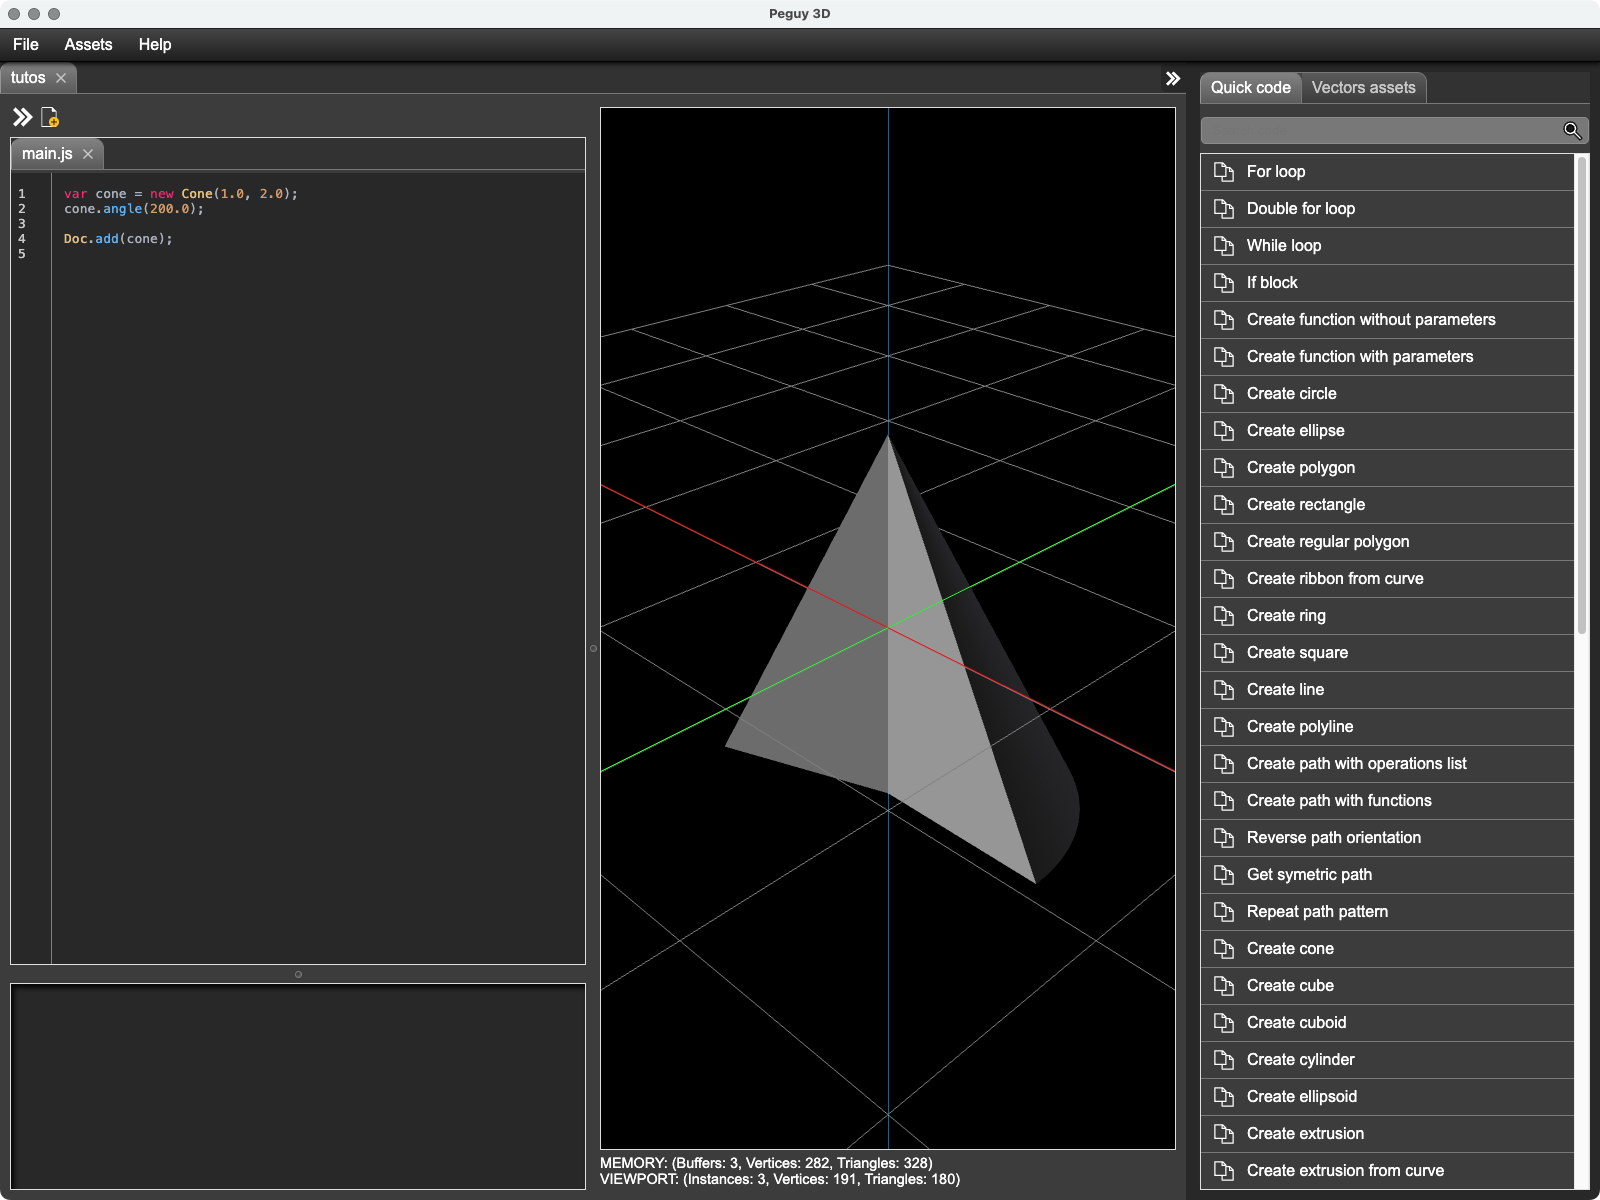 Peguy 3D
File Assets Help
tutos
main.js
1 var cone = new Cone(1.0, 2.0);
2 cone.angle(200.0);
3
4 Doc.add(cone);
5
MEMORY: (Buffers: 3, Vertices: 282, Triangles: 328)
VIEWPORT: (Instances: 3, Vertices: 191, Triangles: 180)
Quick code Vectors assets
For loop
Double for loop
While loop
If block
Create function without parameters
Create function with parameters
Create circle
Create ellipse
Create polygon
Create rectangle
Create regular polygon
Create ribbon from curve
Create ring
Create square
Create line
Create polyline
Create path with operations list
Create path with functions
Reverse path orientation
Get symetric path
Repeat path pattern
Create cone
Create cube
Create cuboid
Create cylinder
Create ellipsoid
Create extrusion
Create extrusion from curve